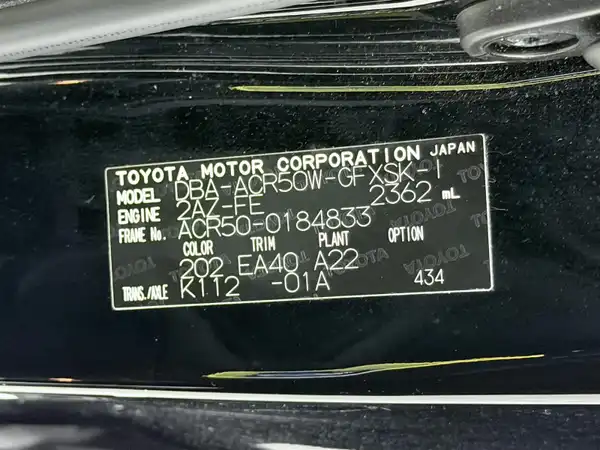 TOYOTA MOTOR CORPORATION JAPAN
MODEL DBA-ACR50W-GFXSK-I
ENGINE 2AZ-FE 2362 mL
FRAME No. ACR50-0184833
COLOR TRIM PLANT OPTION
202 EA40 A22
TRANS./AXLE K112 -01A 434